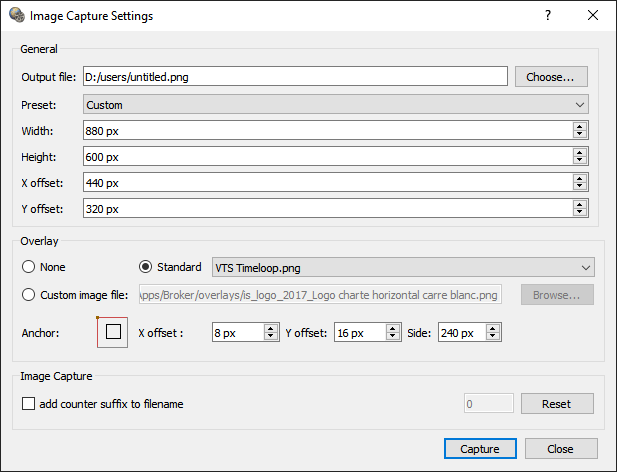 Image Capture Settings
General
Output file: D:/users/untitled.png Choose...
Preset: Custom
Width: 880 px
Height: 600 px
X offset: 440 px
Y offset: 320 px
Overlay
None Standard VTS Timeloop.png
Custom image file: \pps/Broker/overlays/is_logo_2017_Logo charte horizontal carre blanc.png Browse...
Anchor: X offset : 8 px Y offset: 16 px Side: 240 px
Image Capture
add counter suffix to filename 0 Reset
Capture Close